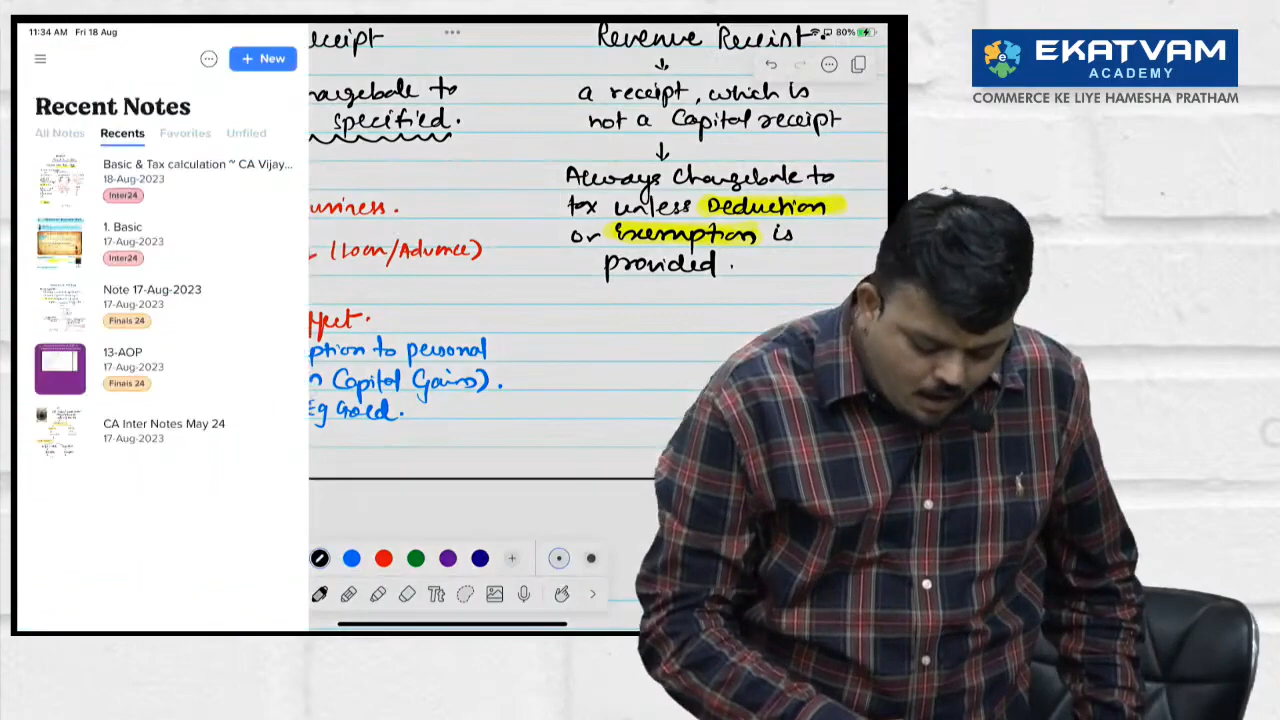 11:34 AM Fri 18 Aug
80%
New
Recent Notes
All Notes Recents Favorites Unfiled
Basic & Tax calculation ~ CA Vijay...
18-Aug-2023
Inter24
1. Basic
17-Aug-2023
Inter24
Note 17-Aug-2023
17-Aug-2023
Finals 24
13-AOP
17-Aug-2023
Finals 24
CA Inter Notes May 24
17-Aug-2023
eceipt
hargebale to
specified.
usiness.
(Loan/Advance)
ffect.
ption to personal
n Capital Gains).
Eg Gold.
Revenue Receipt.
a receipt, which is
not a Capital receipt
Always Chargebale to
tax unless Deduction
or Exemption is
provided.
Tt
e
EKATVAM
ACADEMY
COMMERCE KE LIYE HAMESHA PRATHAM